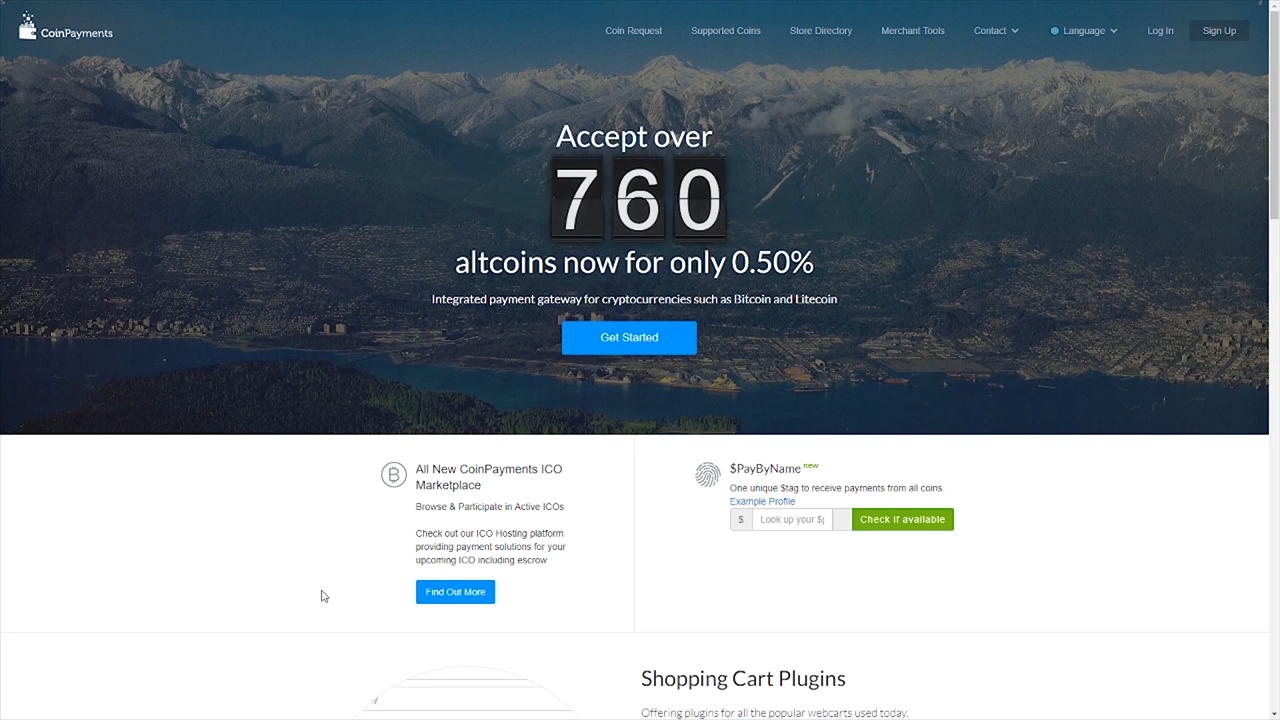 CoinPayments
Coin Request
Supported Coins
Store Directory
Merchant Tools
Contact
Language
Log In
Sign Up
Accept over
760
altcoins now for only 0.50%
Integrated payment gateway for cryptocurrencies such as Bitcoin and Litecoin
Get Started
All New CoinPayments ICO
Marketplace
Browse & Participate in Active ICOs
Check out our ICO Hosting platform
providing payment solutions for your
upcoming ICO including escrow
Find Out More
$PayByName new
One unique $tag to receive payments from all coins.
Example Profile
$ Look up your $
Check if available
Shopping Cart Plugins
Offering plugins for all the popular webcarts used today.